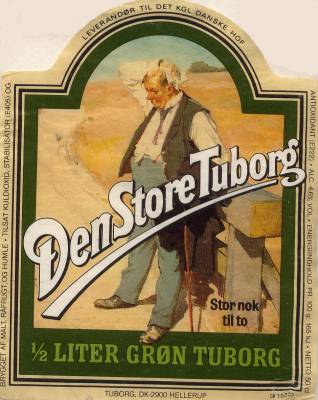 LEVERANDØR TIL DET KGL. DANSKE HOF
BRYGGET AF MALT, RÅFRUGT OG HUMLE • TILSAT KULDIOXID, STABILISATOR (E405) OG
ANTIOXIDANT (E222) • ALC. 4,6% VOL • ENERGIINDHOLD PR. 100 g: 165 kJ • NETTO 50 cl
Den Store Tuborg
Stor nok
til to
½ LITER GRØN TUBORG
TUBORG, DK-2900 HELLERUP